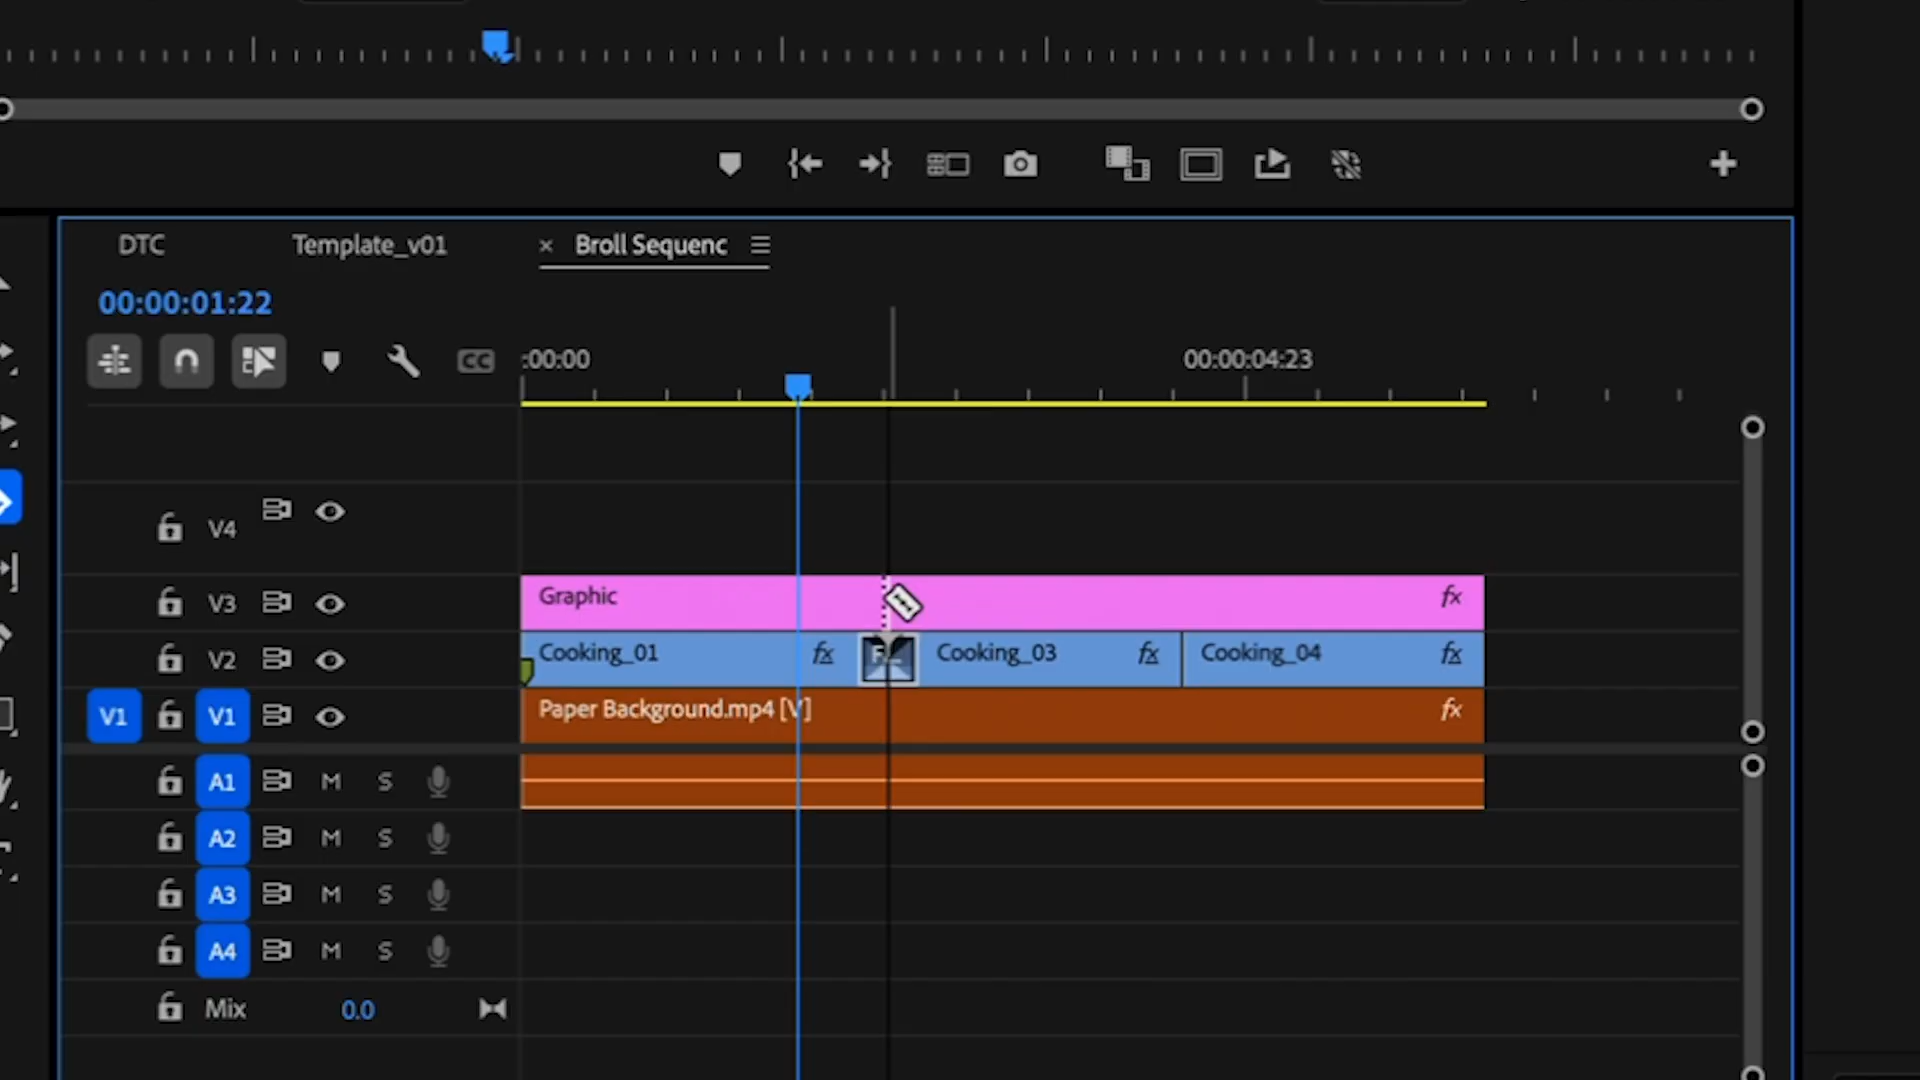 DTC Template_v01 × Broll Sequenc
00:00:01:22
CC :00:00 00:00:04:23
V4
V3 Graphic fx
V2 Cooking_01 fx Cooking_03 fx Cooking_04 fx
V1 V1 Paper Background.mp4 [V] fx
A1 M S
A2 M S
A3 M S
A4 M S
Mix 0.0